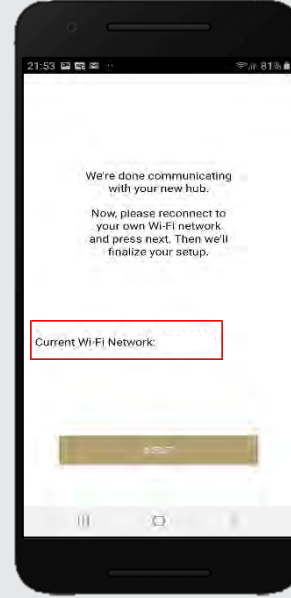 21:53
81%
We're done communicating
with your new hub.
Now, please reconnect to
your own Wi-Fi network
and press next. Then we'll
finalize your setup.
Current Wi-Fi Network: